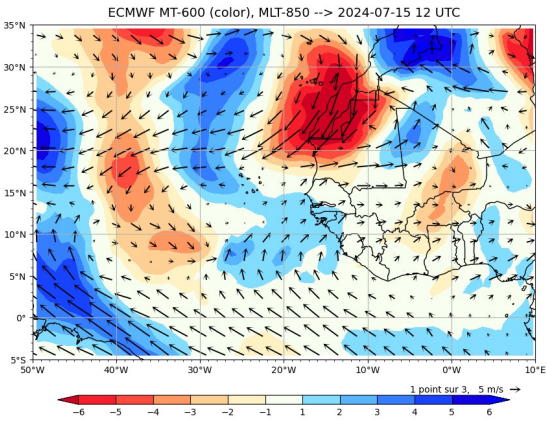 ECMWF MT-600 (color), MLT-850 --> 2024-07-15 12 UTC
35°N
30°N
25°N
20°N
15°N
10°N
5°N
0°
5°S
50°W 40°W 30°W 20°W 10°W 0°W 10°E
1 point sur 3, 5 m/s
−6 −5 −4 −3 −2 −1 1 2 3 4 5 6